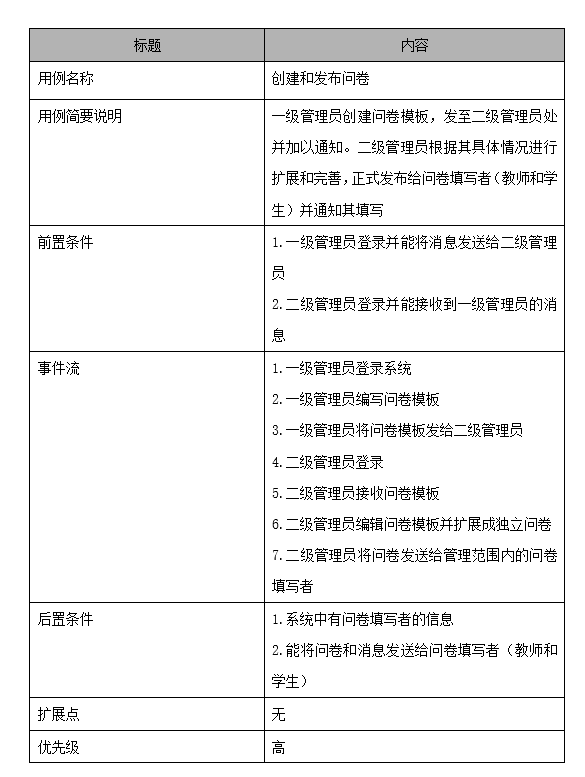 标题
内容
用例名称
创建和发布问卷
用例简要说明
一级管理员创建问卷模板，发至二级管理员处
并加以通知。二级管理员根据其具体情况进行
扩展和完善，正式发布给问卷填写者（教师和学
生）并通知其填写
前置条件
1.一级管理员登录并能将消息发送给二级管理
员
2.二级管理员登录并能接收到一级管理员的消
息
事件流
1.一级管理员登录系统
2.一级管理员编写问卷模板
3.一级管理员将问卷模板发给二级管理员
4.二级管理员登录
5.二级管理员接收问卷模板
6.二级管理员编辑问卷模板并扩展成独立问卷
7.二级管理员将问卷发送给管理范围内的问卷
填写者
后置条件
1.系统中有问卷填写者的信息
2.能将问卷和消息发送给问卷填写者（教师和
学生）
扩展点
无
优先级
高